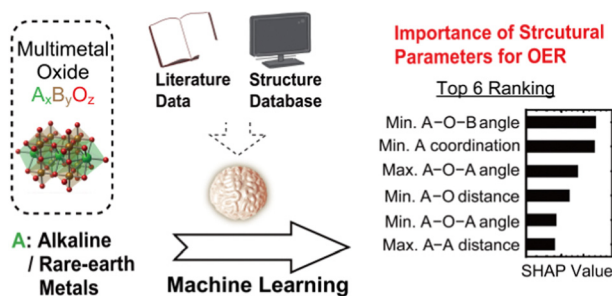 Multimetal
Oxide
AxByOz
A: Alkaline
/ Rare-earth
Metals
Literature
Data
Structure
Database
Machine Learning
Importance of Strcutural
Parameters for OER
Top 6 Ranking
Min. A−O−B angle
Min. A coordination
Max. A−O−A angle
Min. A−O distance
Min. A−O−A angle
Max. A−A distance
SHAP Value